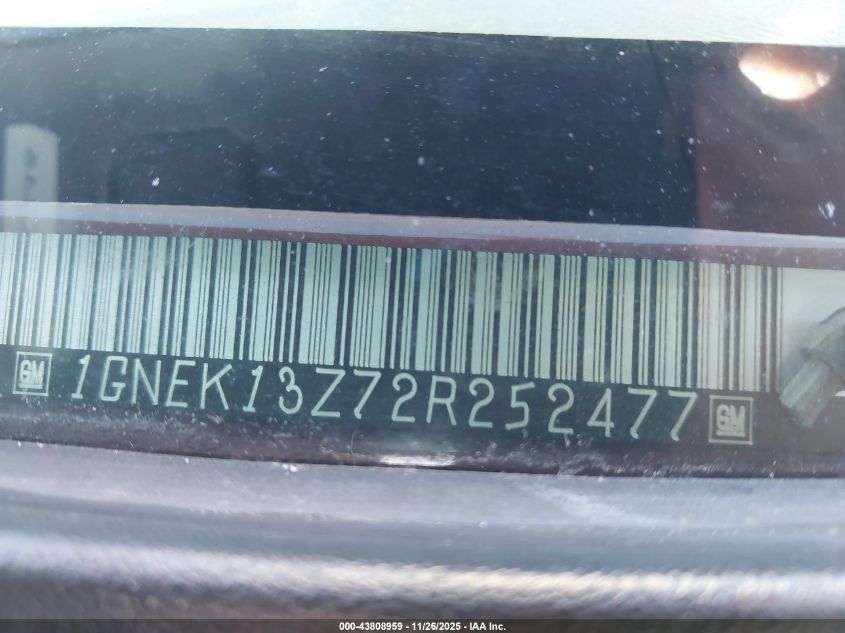 GM 1GNEK13Z72R252477 GM
000-43808959 - 11/26/2025 - IAA Inc.